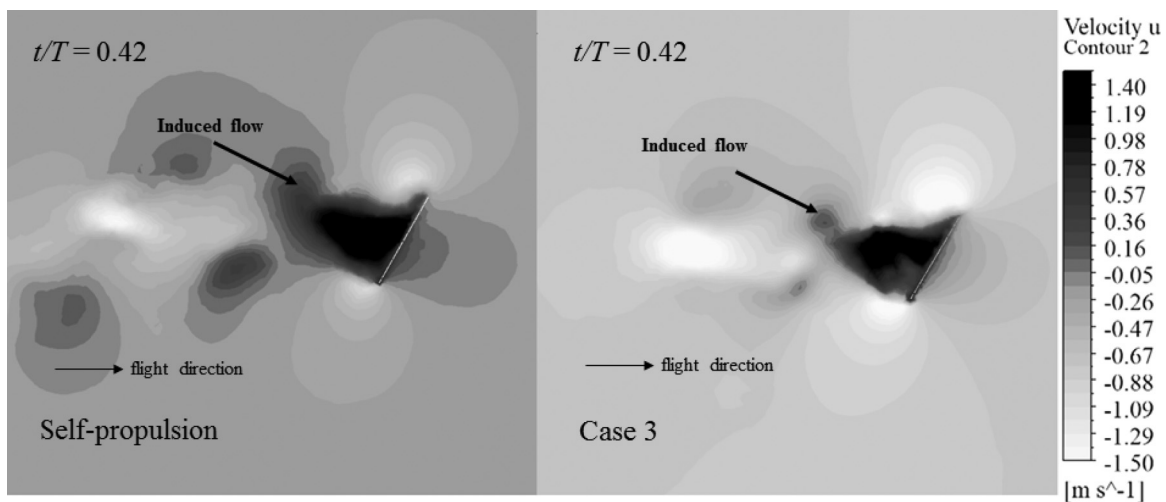 t/T = 0.42
Induced flow
flight direction
Self-propulsion
t/T = 0.42
Induced flow
flight direction
Case 3
Velocity u
Contour 2
1.40
1.19
0.98
0.78
0.57
0.36
0.16
-0.05
-0.26
-0.47
-0.67
-0.88
-1.09
-1.29
-1.50
[m s^-1]